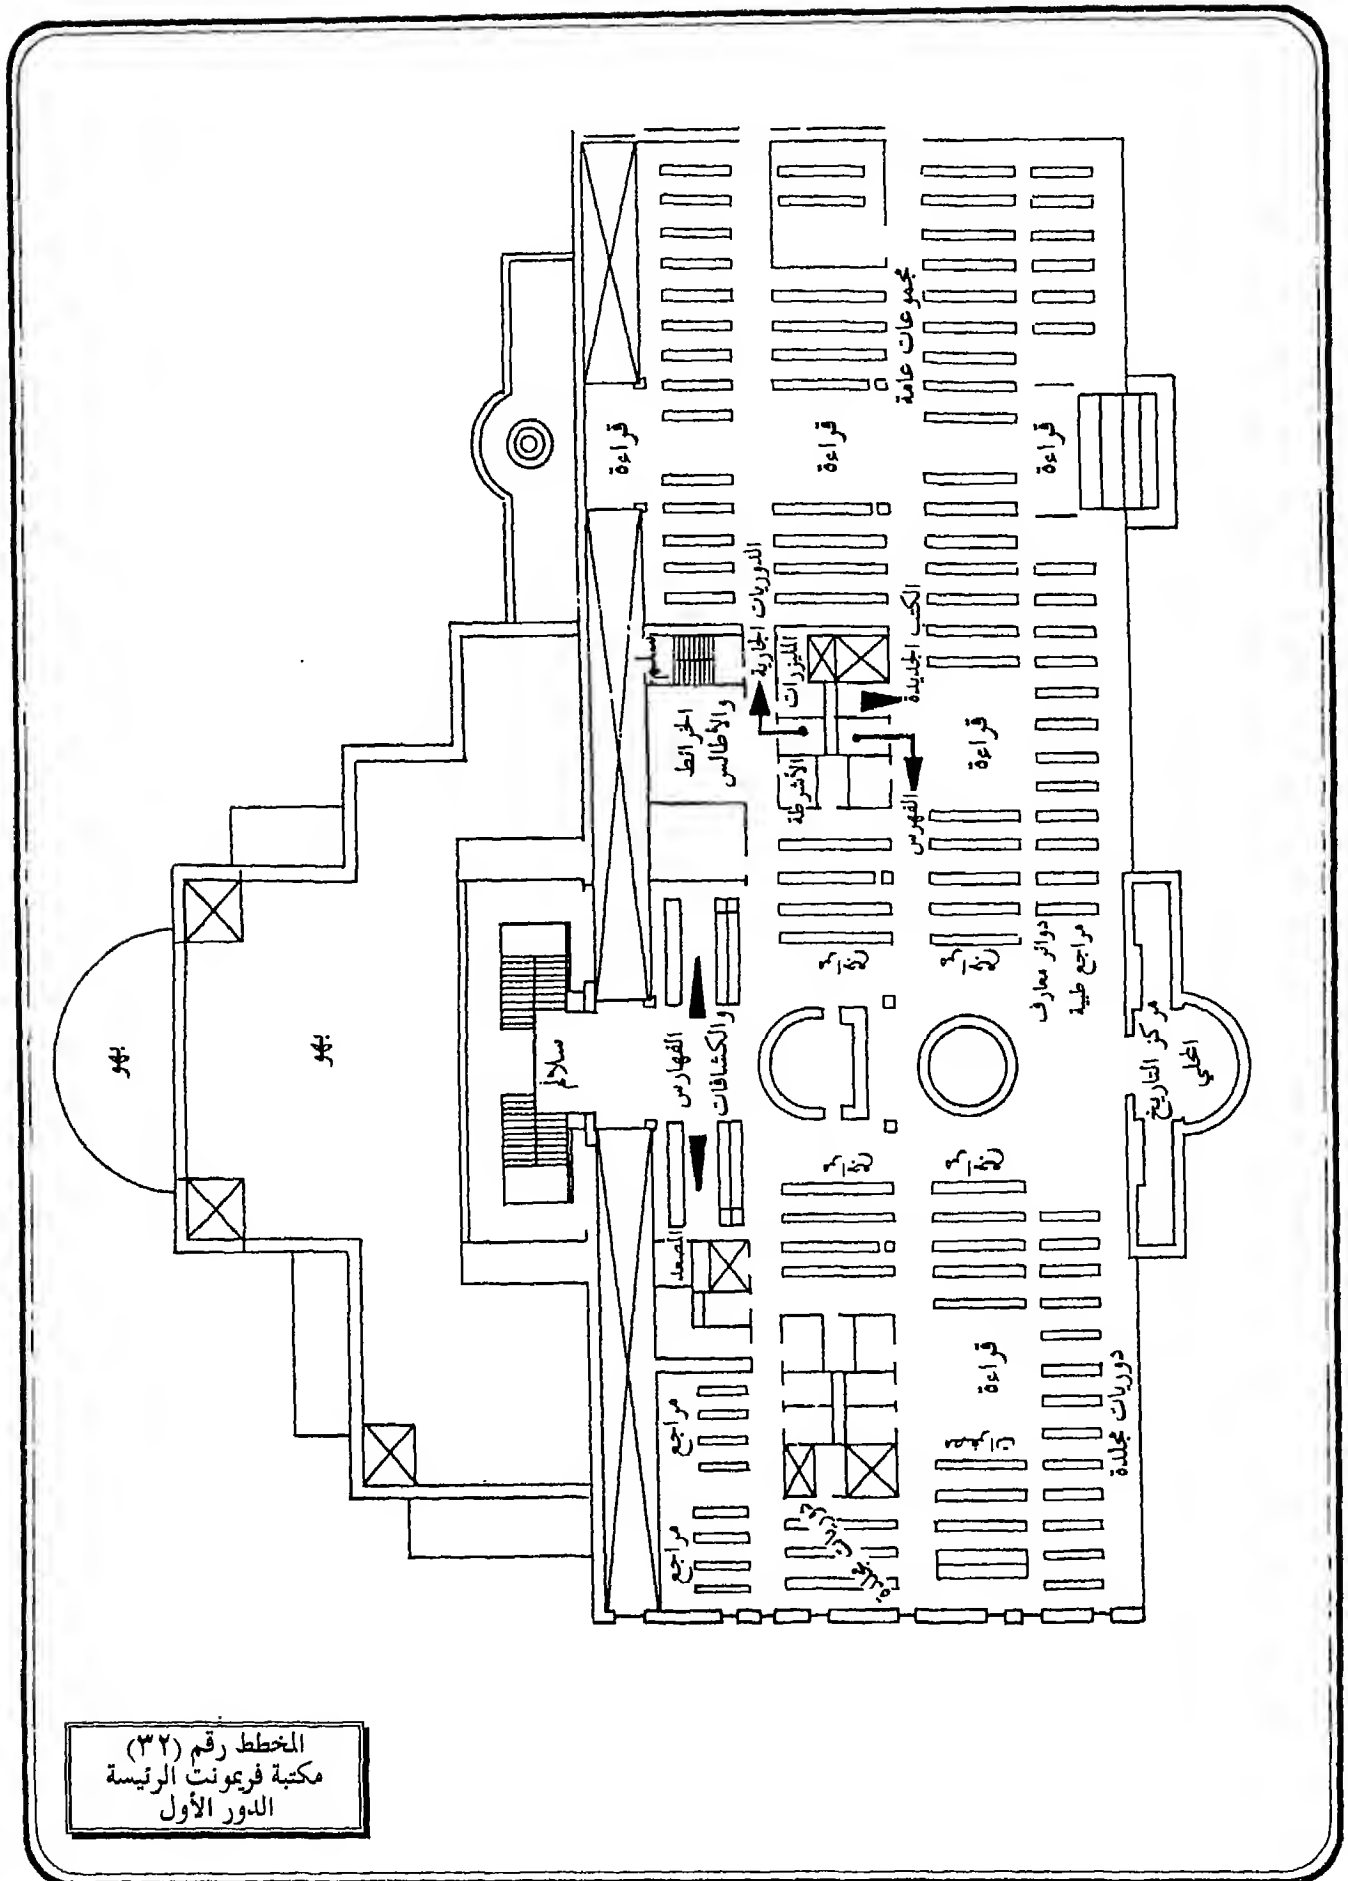 مجموعات عامة
قراءة
قراءة
قراءة
الدوريات الجارية
الكتب الجديدة
سلالم
الليزرات
الخرائط
والأطالس
الأشرطة
الفهرس
قراءة
دوائر معارف
مراجع طبية
بهو
بهو
سلالم
الفهارس
والكشافات
مركز التاريخ
المحلي
المصعد
قراءة
دوريات مجلدة
مراجع
مراجع
المخطط رقم (٣٢)
مكتبة فريمونت الرئيسة
الدور الأول